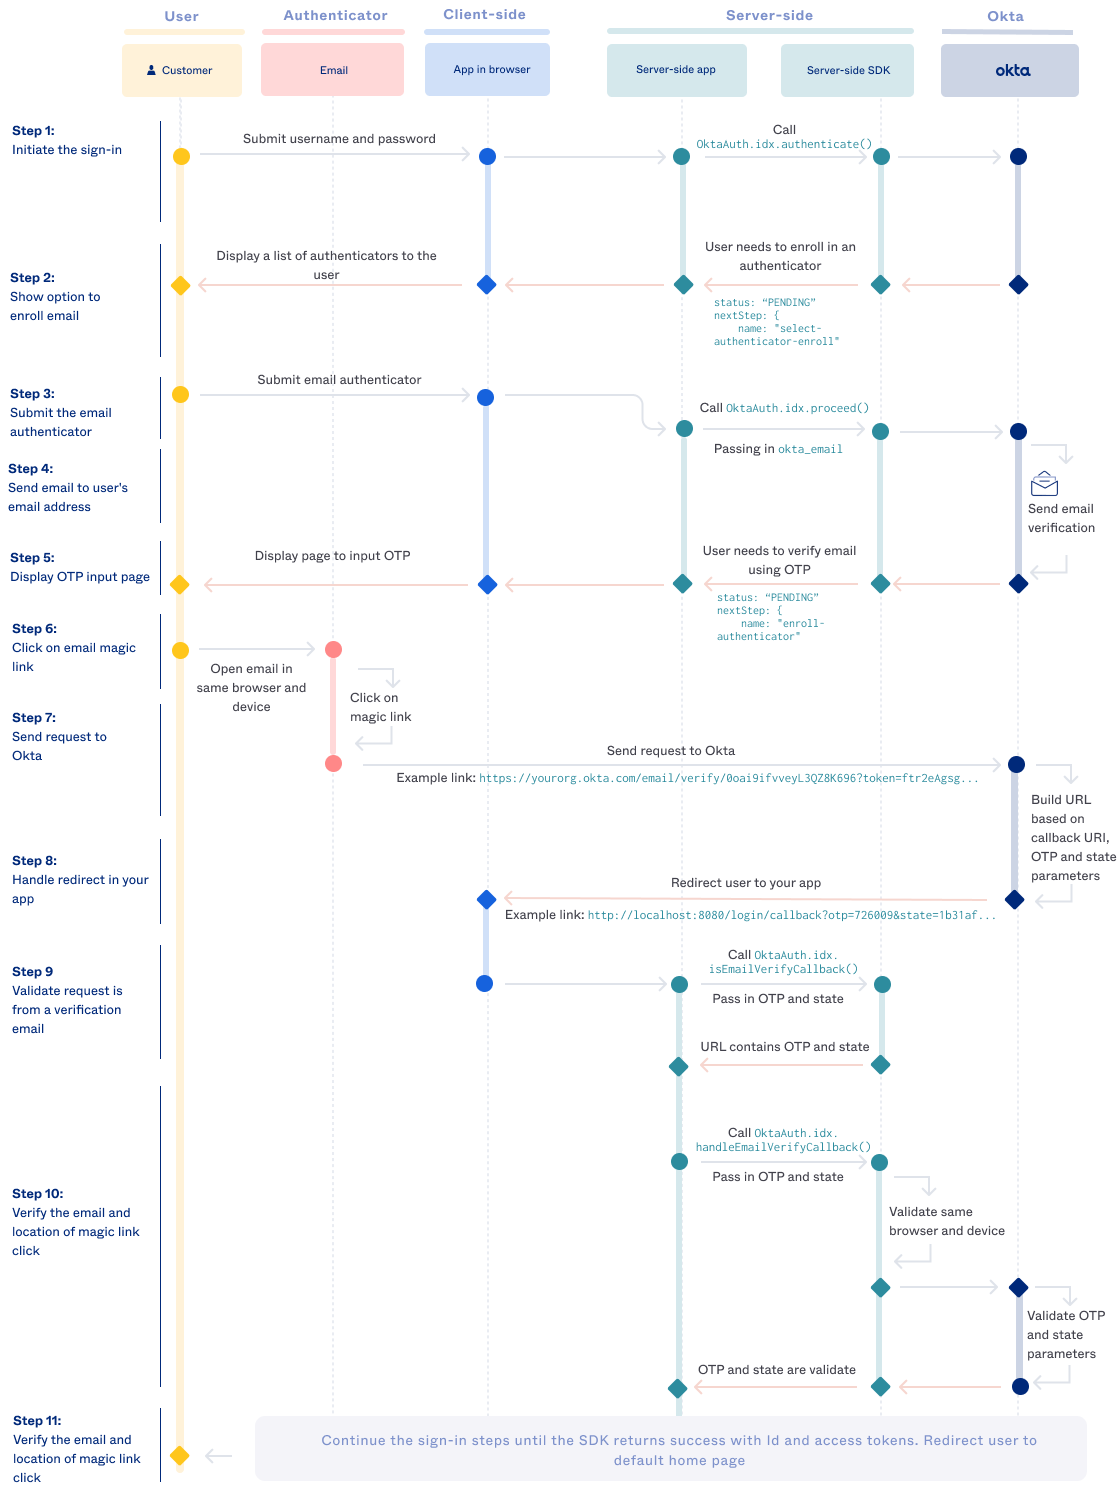 User
Authenticator
Client-side
Server-side
Okta
Customer
Email
App in browser
Server-side app
Server-side SDK
okta
Step 1:
Initiate the sign-in
Submit username and password
Call
OktaAuth.idx.authenticate()
Step 2:
Show option to
enroll email
Display a list of authenticators to the
user
User needs to enroll in an
authenticator
status: “PENDING”
nextStep: {
name: "select-
authenticator-enroll"
Step 3:
Submit the email
authenticator
Submit email authenticator
Call OktaAuth.idx.proceed()
Passing in okta_email
Step 4:
Send email to user's
email address
Send email
verification
Step 5:
Display OTP input page
Display page to input OTP
User needs to verify email
using OTP
status: “PENDING”
nextStep: {
name: "enroll-
authenticator"
Step 6:
Click on email magic
link
Open email in
same browser and
device
Click on
magic link
Step 7:
Send request to
Okta
Send request to Okta
Example link: https://yourorg.okta.com/email/verify/0oai9ifvveyL3QZ8K696?token=ftr2eAgsg...
Build URL
based on
callback URI,
OTP and state
parameters
Step 8:
Handle redirect in your
app
Redirect user to your app
Example link: http://localhost:8080/login/callback?otp=726009&state=1b31af...
Step 9
Validate request is
from a verification
email
Call OktaAuth.idx.
isEmailVerifyCallback()
Pass in OTP and state
URL contains OTP and state
Step 10:
Verify the email and
location of magic link
click
Call OktaAuth.idx.
handleEmailVerifyCallback()
Pass in OTP and state
Validate same
browser and device
Validate OTP
and state
parameters
OTP and state are validate
Step 11:
Verify the email and
location of magic link
click
Continue the sign-in steps until the SDK returns success with Id and access tokens. Redirect user to
default home page